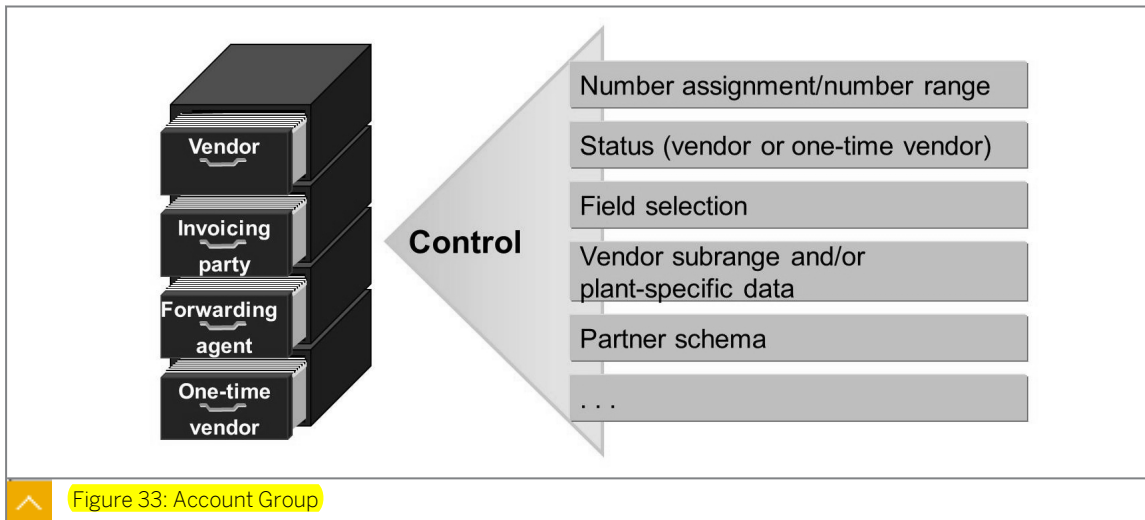 Vendor
Invoicing
party
Forwarding
agent
One-time
vendor
Control
Number assignment/number range
Status (vendor or one-time vendor)
Field selection
Vendor subrange and/or
plant-specific data
Partner schema
. . .
Figure 33: Account Group